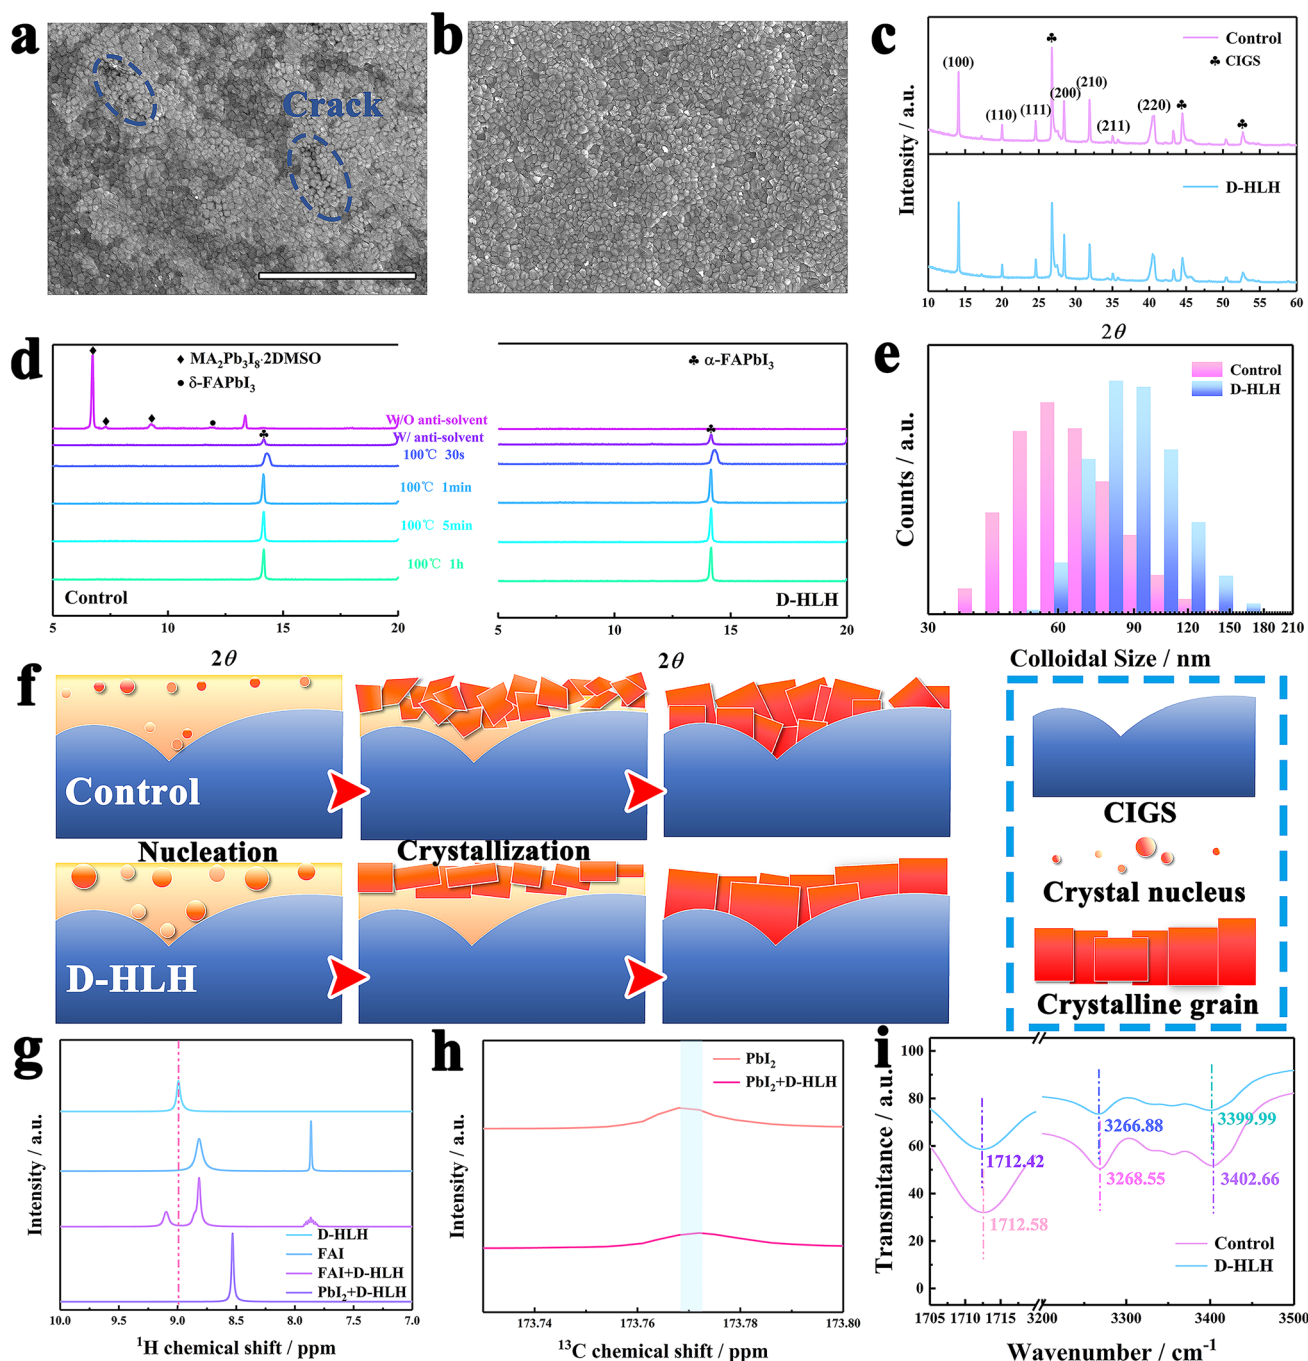 a
Crack
b
c
Control
♣ CIGS
(100)
(110)
(111)
♣
(200)
(210)
(211)
(220)
♣
♣
D-HLH
Intensity / a.u.
10 15 20 25 30 35 40 45 50 55 60
2θ
d
♦ MA₂Pb₃I₈·2DMSO
● δ-FAPbI₃
♣ α-FAPbI₃
W/O anti-solvent
W/ anti-solvent
100℃ 30s
100℃ 1min
100℃ 5min
100℃ 1h
Control
D-HLH
5 10 15 20
5 10 15 20
2θ
2θ
e
Control
D-HLH
Counts / a.u.
30 60 90 120 150 180 210
Colloidal Size / nm
f
Control
Nucleation
Crystallization
D-HLH
CIGS
Crystal nucleus
Crystalline grain
g
Intensity / a.u.
D-HLH
FAI
FAI+D-HLH
PbI₂+D-HLH
10.0 9.5 9.0 8.5 8.0 7.5 7.0
¹H chemical shift / ppm
h
PbI₂
PbI₂+D-HLH
Intensity / a.u.
173.74 173.76 173.78 173.80
¹³C chemical shift / ppm
i
100
80
60
40
20
0
Transmitance / a.u.
1712.42
3266.88
3399.99
1712.58
3268.55
3402.66
Control
D-HLH
1705 1710 1715 3200 3300 3400 3500
Wavenumber / cm⁻¹